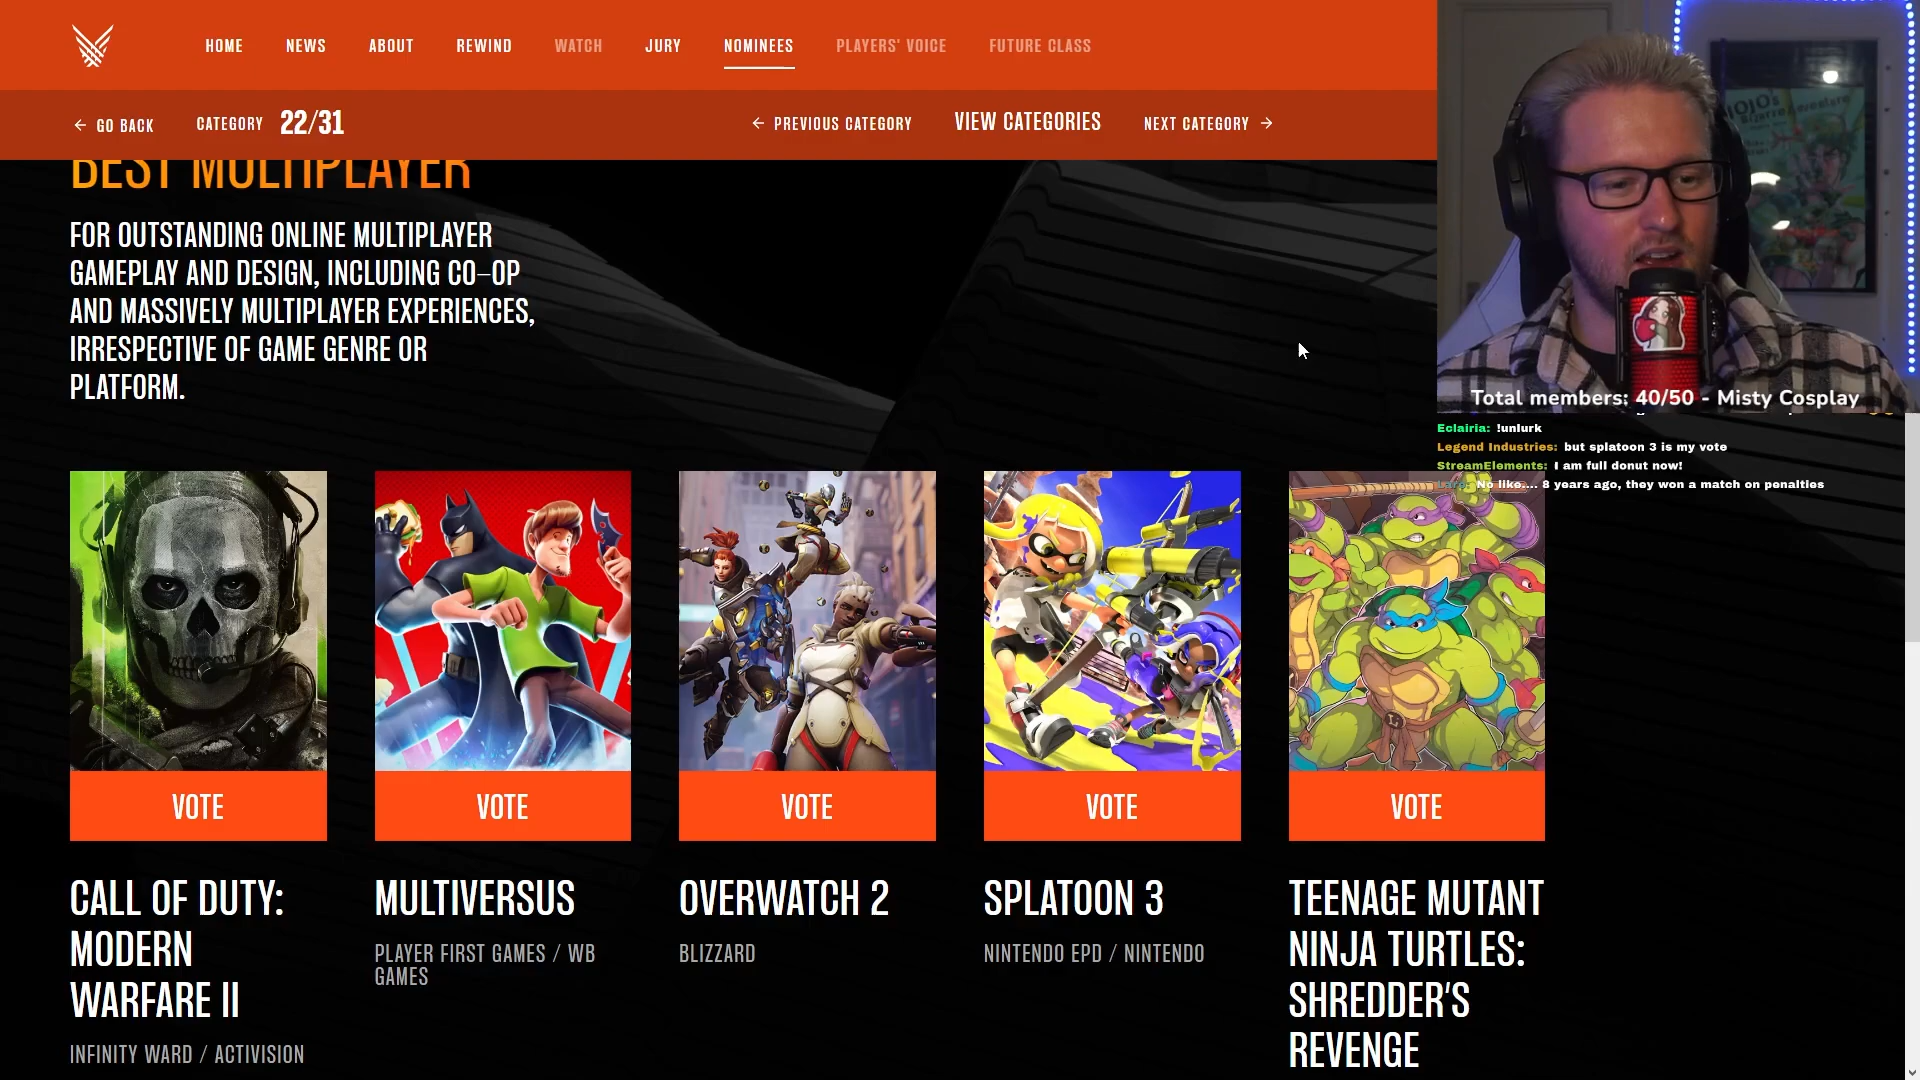 HOME NEWS ABOUT REWIND WATCH JURY NOMINEES PLAYERS' VOICE FUTURE CLASS
← GO BACK CATEGORY 22/31 ← PREVIOUS CATEGORY VIEW CATEGORIES NEXT CATEGORY →
BEST MULTIPLAYER
FOR OUTSTANDING ONLINE MULTIPLAYER
GAMEPLAY AND DESIGN, INCLUDING CO–OP
AND MASSIVELY MULTIPLAYER EXPERIENCES,
IRRESPECTIVE OF GAME GENRE OR
PLATFORM.
Total members: 40/50 - Misty Cosplay
Eclairia: !unlurk
Legend Industries: but splatoon 3 is my vote
StreamElements: I am full donut now!
No like.... 8 years ago, they won a match on penalties
VOTE VOTE VOTE VOTE VOTE
CALL OF DUTY:
MODERN
WARFARE II
INFINITY WARD / ACTIVISION
MULTIVERSUS
PLAYER FIRST GAMES / WB
GAMES
OVERWATCH 2
BLIZZARD
SPLATOON 3
NINTENDO EPD / NINTENDO
TEENAGE MUTANT
NINJA TURTLES:
SHREDDER'S
REVENGE